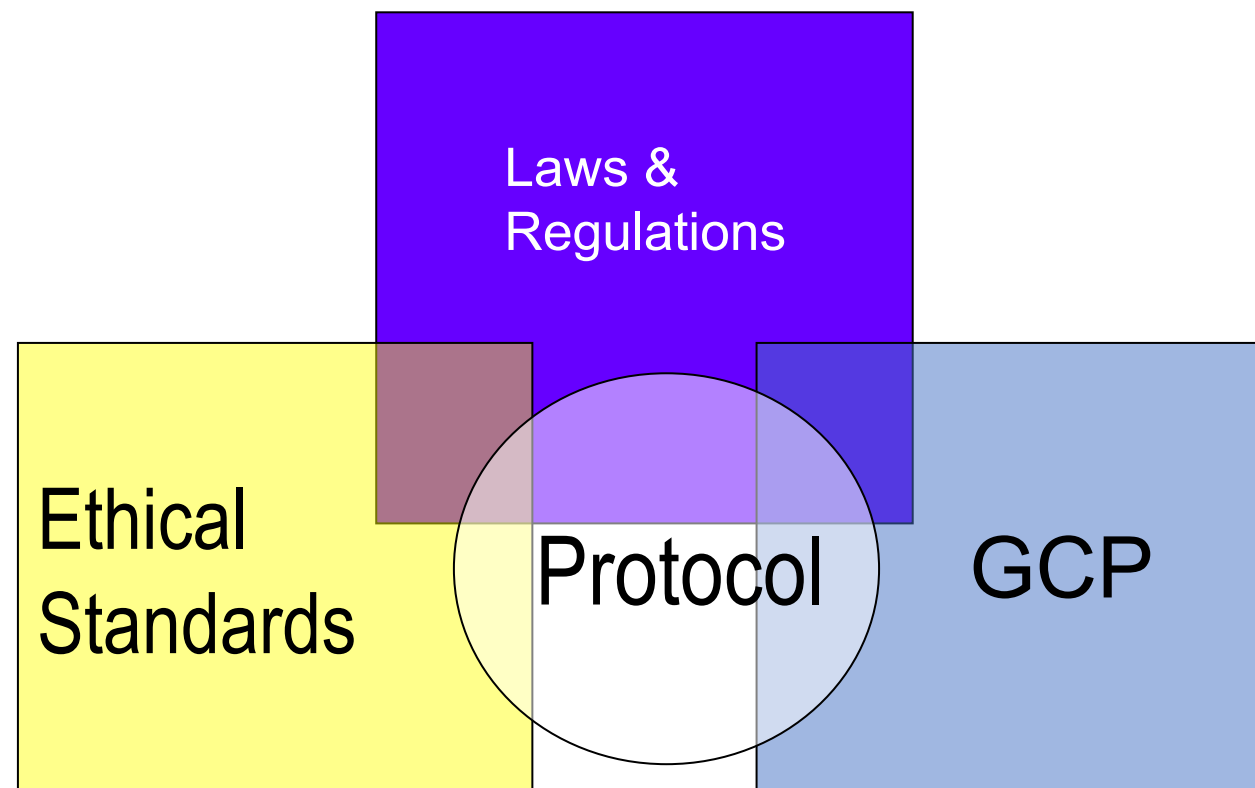 Laws &
Regulations
Ethical
Standards
Protocol
GCP